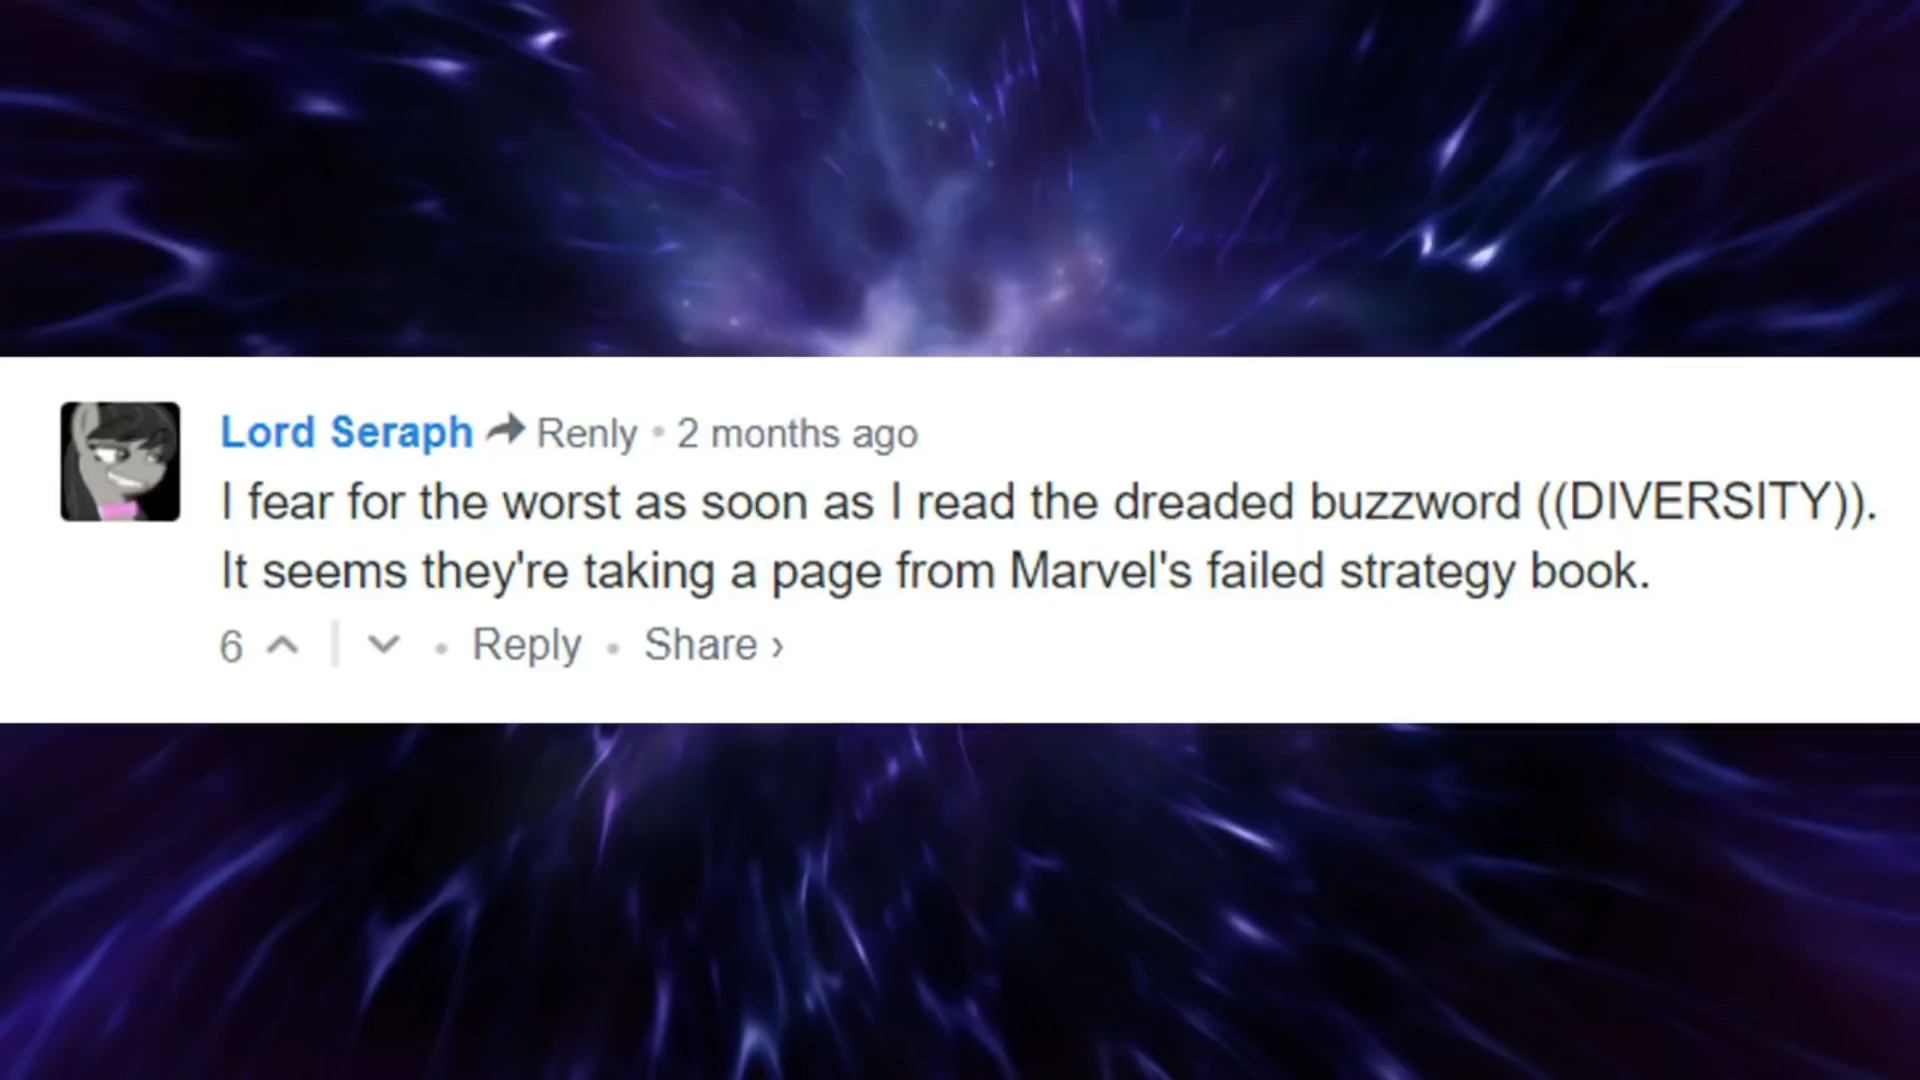 Lord Seraph Renly • 2 months ago
I fear for the worst as soon as I read the dreaded buzzword ((DIVERSITY)).
It seems they're taking a page from Marvel's failed strategy book.
6 • Reply • Share ›